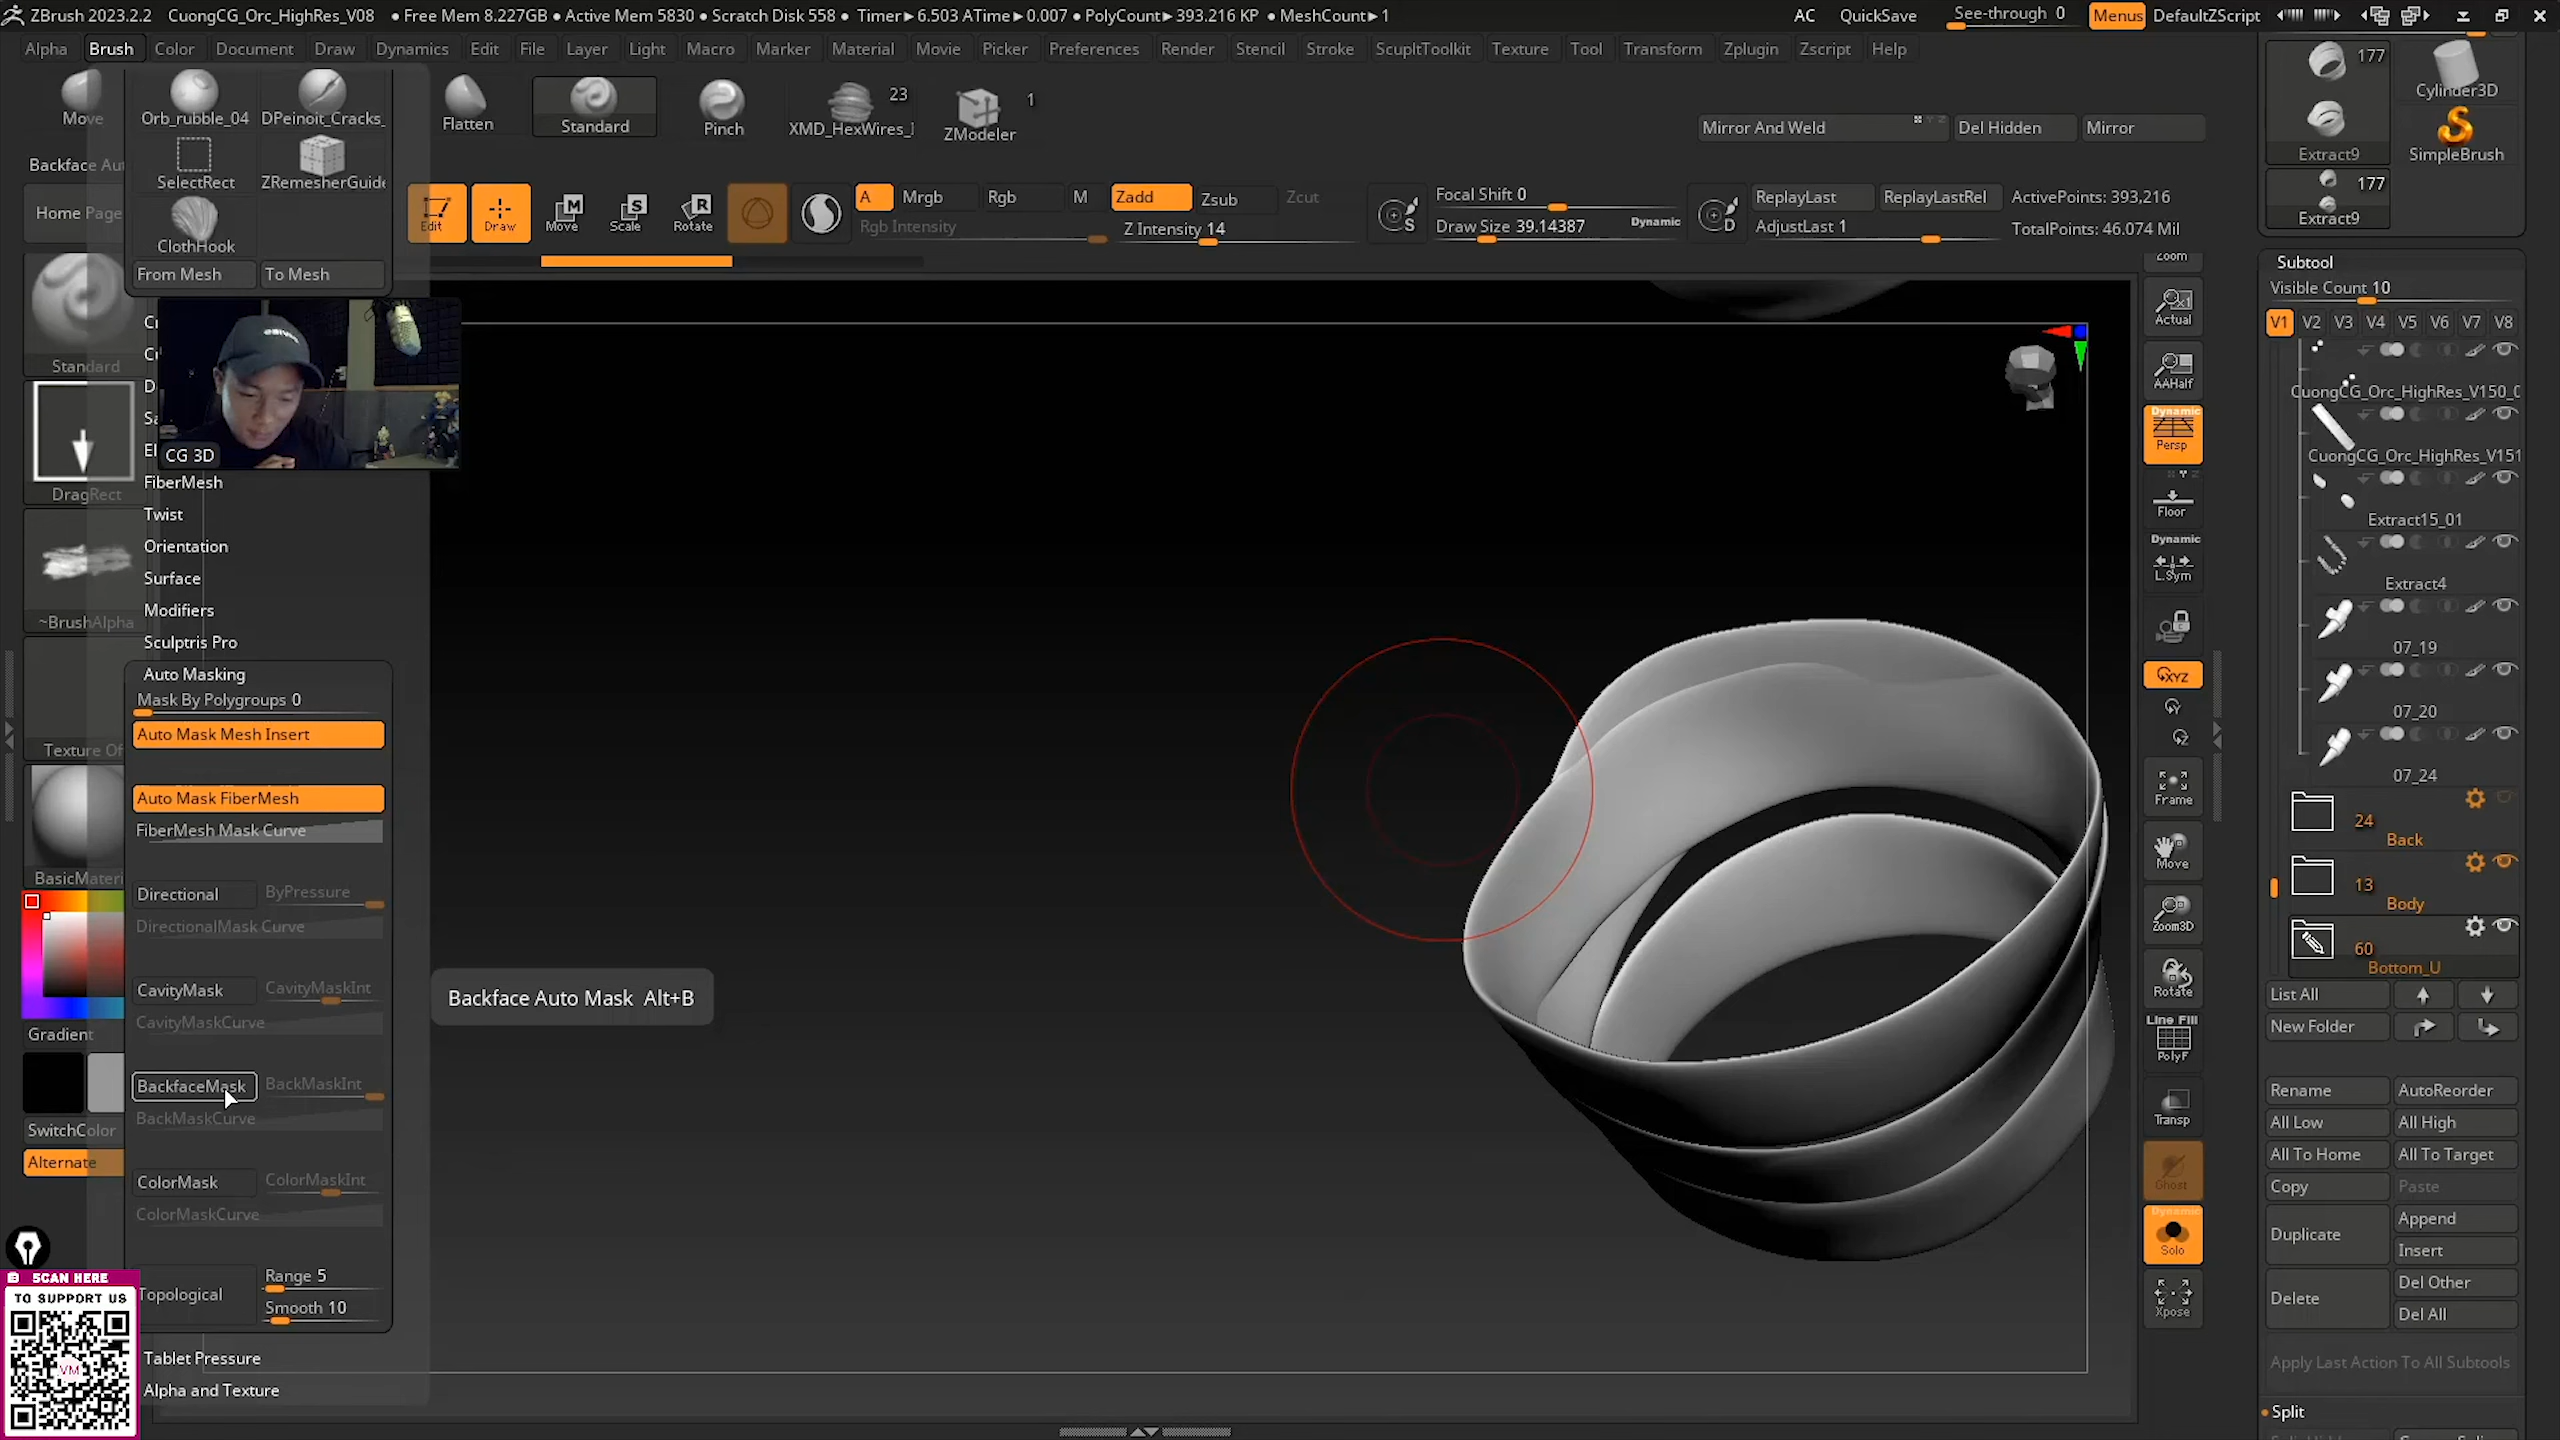 ZBrush 2023.2.2 CuongCG_Orc_HighRes_V08 ● Free Mem 8.227GB ● Active Mem 5830 ● Scratch Disk 558 ● Timer▸6.503 ATime▸0.007 ● PolyCount▸393.216 KP ● MeshCount▸1 AC QuickSave See-through 0 Menus DefaultZScript
Alpha Brush Color Document Draw Dynamics Edit File Layer Light Macro Marker Material Movie Picker Preferences Render Stencil Stroke ScupltToolkit Texture Tool Transform Zplugin Zscript Help
Move Orb_rubble_04 DPeinoit_Cracks_ Flatten Standard Pinch 23 XMD_HexWires_ 1 ZModeler
Mirror And Weld Del Hidden Mirror
177 Cylinder3D
Extract9 SimpleBrush
177
Extract9
Backface Aut SelectRect ZRemesherGuide
Home Page ClothHook
From Mesh To Mesh
Edit Draw Move Scale Rotate
A Mrgb Rgb M Zadd Zsub Zcut
Rgb Intensity Z Intensity 14
Focal Shift 0
Draw Size 39.14387 Dynamic
ReplayLast ReplayLastRel ActivePoints: 393,216
AdjustLast 1 TotalPoints: 46.074 Mil
Standard
DragRect
~BrushAlpha
Texture Of
BasicMateri
Gradient
SwitchColor
Alternate
CG 3D
FiberMesh
Twist
Orientation
Surface
Modifiers
Sculptris Pro
Auto Masking
Mask By Polygroups 0
Auto Mask Mesh Insert
Auto Mask FiberMesh
FiberMesh Mask Curve
Directional ByPressure
DirectionalMask Curve
CavityMask CavityMaskInt
CavityMaskCurve
BackfaceMask BackMaskInt
BackMaskCurve
ColorMask ColorMaskInt
ColorMaskCurve
Topological Range 5
Smooth 10
Tablet Pressure
Alpha and Texture
Backface Auto Mask Alt+B
SCAN HERE
TO SUPPORT US
VM
Zoom
Actual
AAHalf
Dynamic
Persp
Floor
Dynamic
L.Sym
XYZ
Frame
Move
Zoom3D
Rotate
Line Fill
PolyF
Transp
Ghost
Dynamic
Solo
Xpose
Subtool
Visible Count 10
V1 V2 V3 V4 V5 V6 V7 V8
CuongCG_Orc_HighRes_V150_0
CuongCG_Orc_HighRes_V151
Extract15_01
Extract4
07_19
07_20
07_24
24
Back
13
Body
60
Bottom_U
List All
New Folder
Rename AutoReorder
All Low All High
All To Home All To Target
Copy Paste
Duplicate Append
Insert
Delete Del Other
Del All
Apply Last Action To All Subtools
Split